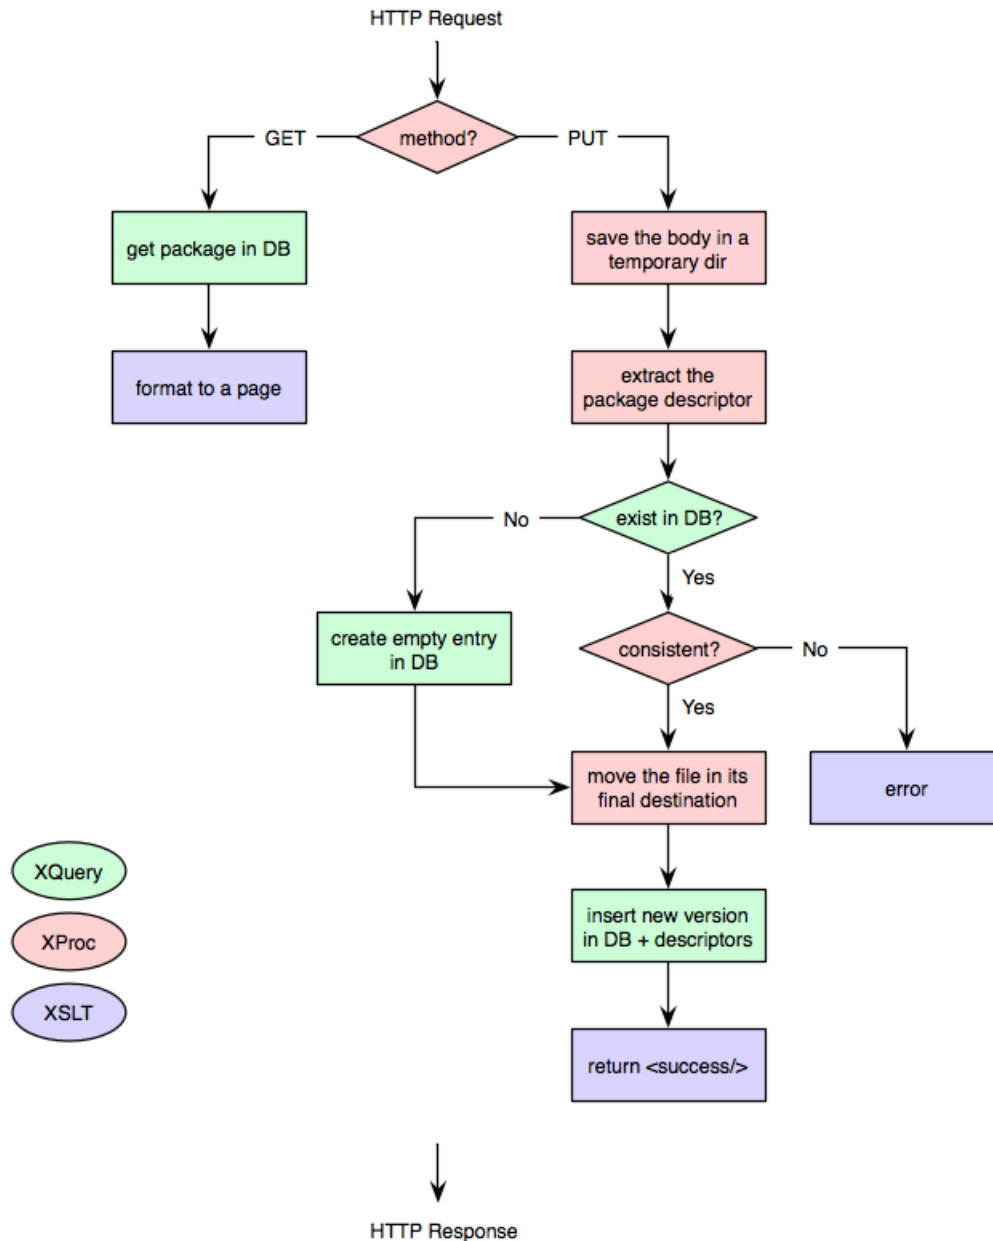 HTTP Request
method?
GET
PUT
get package in DB
save the body in a
temporary dir
format to a page
extract the
package descriptor
exist in DB?
No
Yes
create empty entry
in DB
consistent?
No
Yes
move the file in its
final destination
error
XQuery
insert new version
in DB + descriptors
XProc
XSLT
return <success/>
HTTP Response